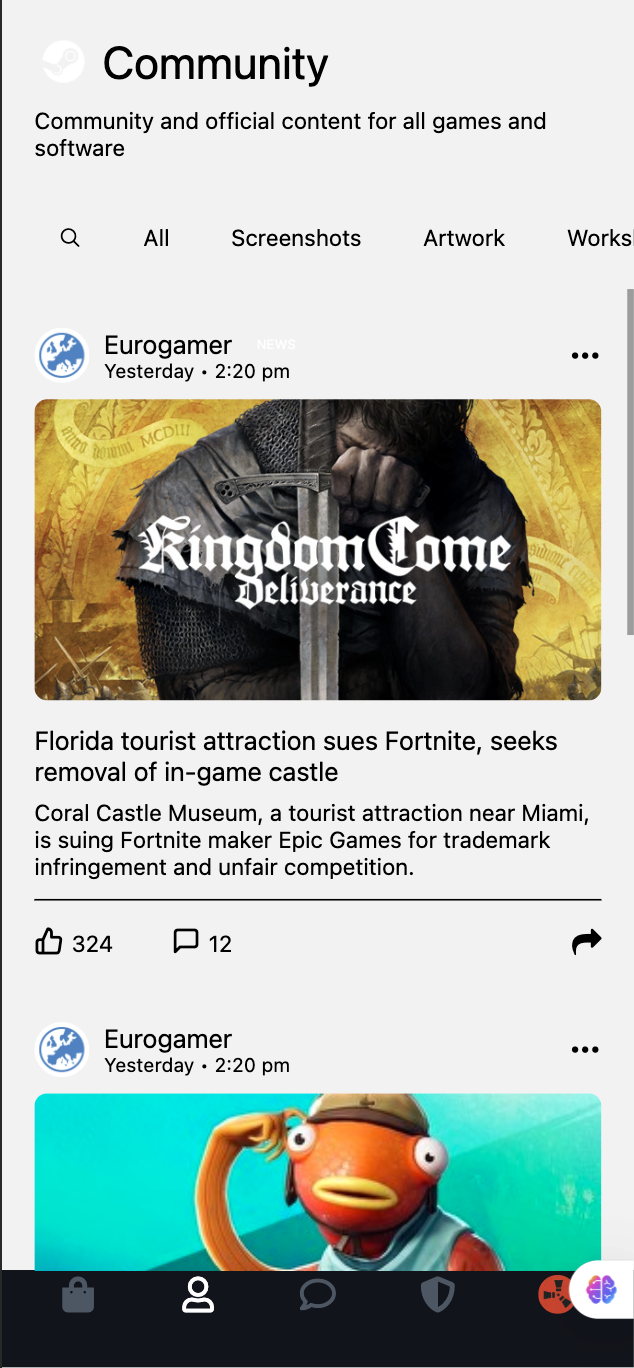 Community
Community and official content for all games and
software
All Screenshots Artwork
Eurogamer NEWS
Yesterday • 2:20 pm
anno domini MCDIII
Kingdom Come
Deliverance
Florida tourist attraction sues Fortnite, seeks
removal of in-game castle
Coral Castle Museum, a tourist attraction near Miami,
is suing Fortnite maker Epic Games for trademark
infringement and unfair competition.
324 12
Eurogamer
Yesterday • 2:20 pm